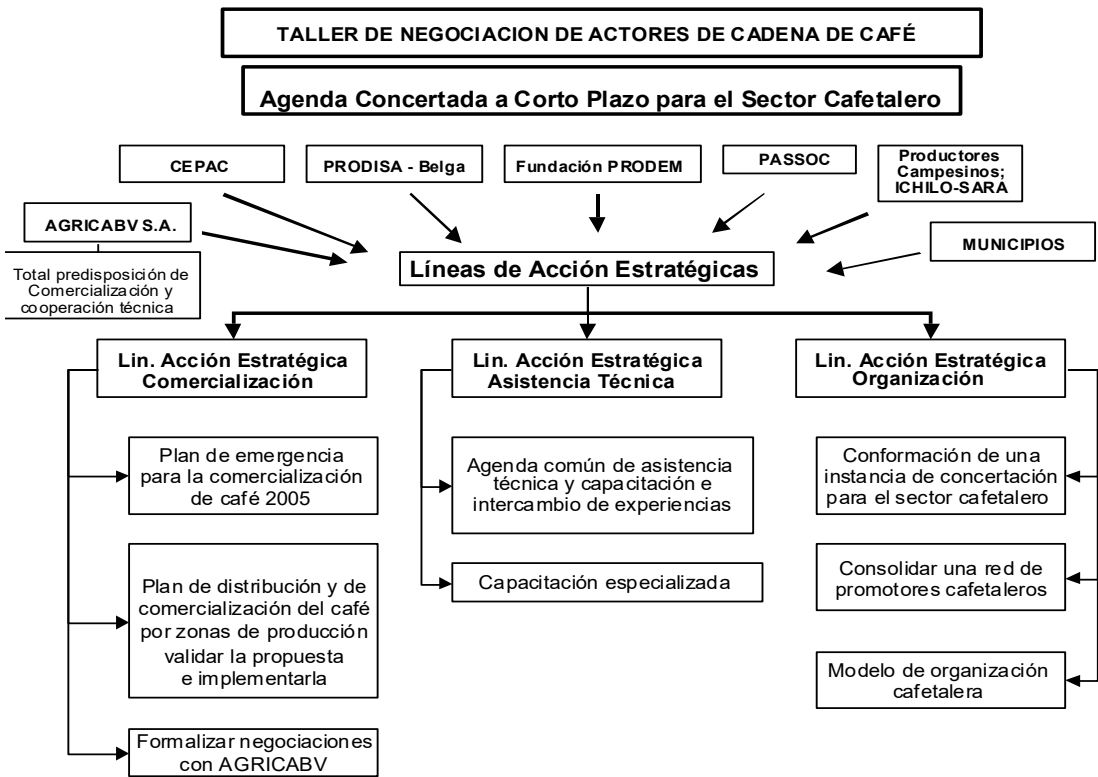 TALLER DE NEGOCIACION DE ACTORES DE CADENA DE CAFÉ
Agenda Concertada a Corto Plazo para el Sector Cafetalero
CEPAC
PRODISA - Belga
Fundación PRODEM
PASSOC
Productores
Campesinos;
ICHILO-SARA
AGRICABV S.A.
MUNICIPIOS
Total predisposición de
Comercialización y
cooperación técnica
Líneas de Acción Estratégicas
Lin. Acción Estratégica
Comercialización
Plan de emergencia
para la comercialización
de café 2005
Plan de distribución y de
comercialización del café
por zonas de producción
validar la propuesta
e implementarla
Formalizar negociaciones
con AGRICABV
Lin. Acción Estratégica
Asistencia Técnica
Agenda común de asistencia
técnica y capacitación e
intercambio de experiencias
Capacitación especializada
Lin. Acción Estratégica
Organización
Conformación de una
instancia de concertación
para el sector cafetalero
Consolidar una red de
promotores cafetaleros
Modelo de organización
cafetalera